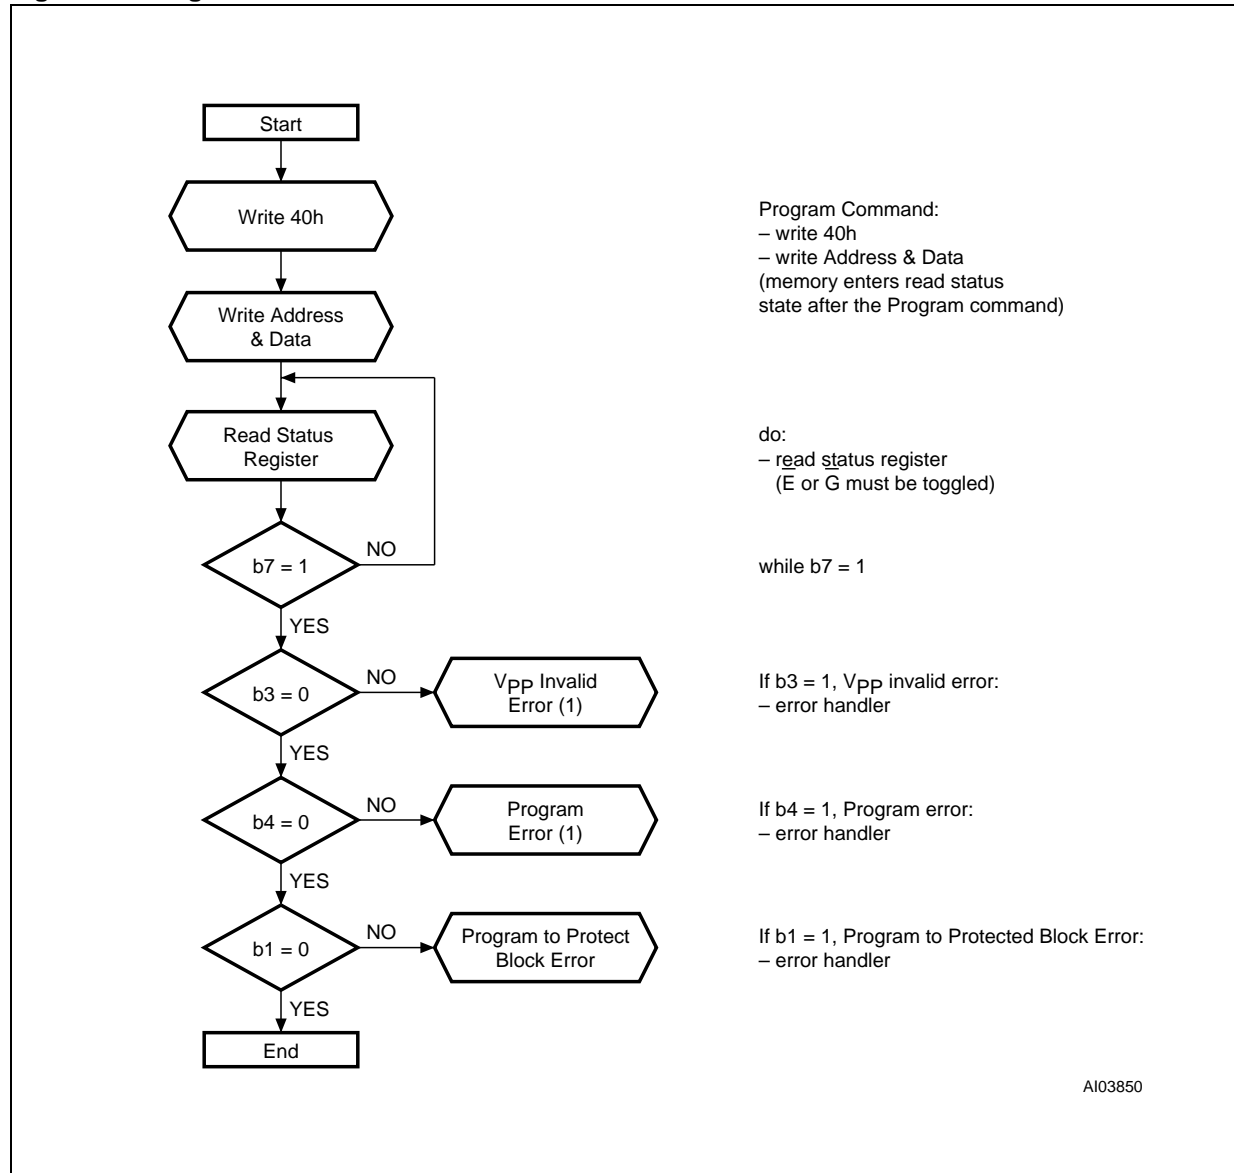 Start
Write 40h
Program Command:
– write 40h
– write Address & Data
(memory enters read status
state after the Program command)
Write Address
& Data
Read Status
Register
do:
– read status register
(E or G must be toggled)
NO
b7 = 1
while b7 = 1
YES
NO
b3 = 0
VPP Invalid
Error (1)
If b3 = 1, VPP invalid error:
– error handler
YES
NO
b4 = 0
Program
Error (1)
If b4 = 1, Program error:
– error handler
YES
NO
b1 = 0
Program to Protect
Block Error
If b1 = 1, Program to Protected Block Error:
– error handler
YES
End
AI03850